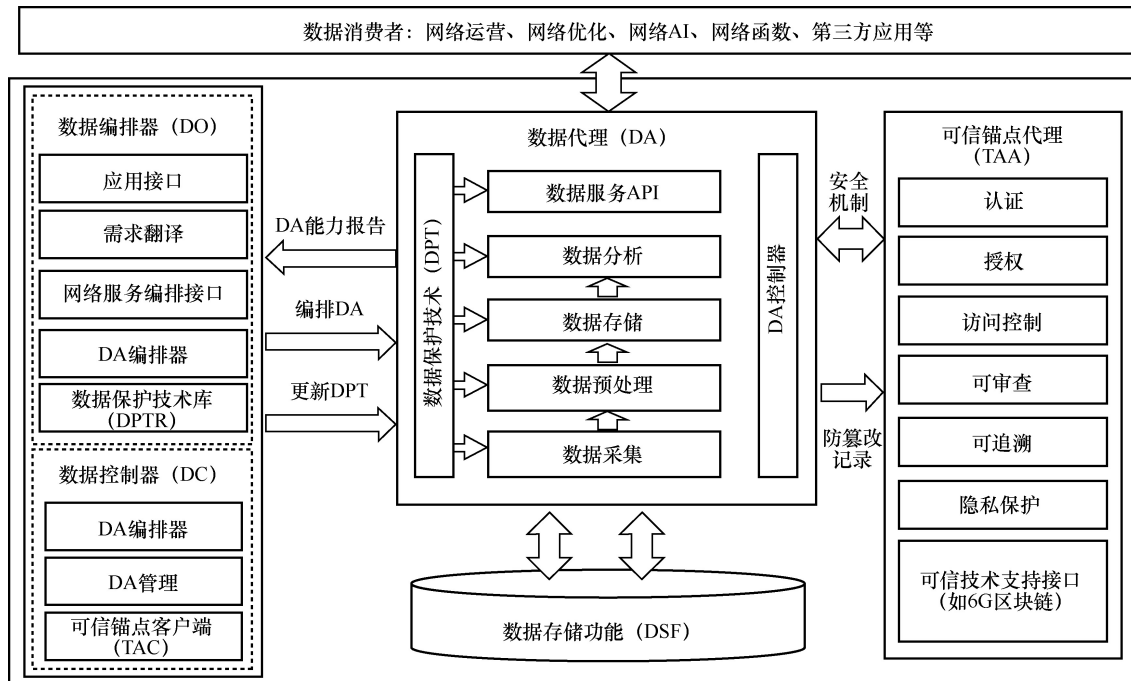 数据消费者：网络运营、网络优化、网络AI、网络函数、第三方应用等
数据编排器（DO）
应用接口
需求翻译
网络服务编排接口
DA编排器
数据保护技术库
（DPTR）
数据控制器（DC）
DA编排器
DA管理
可信锚点客户端
（TAC）
DA能力报告
编排DA
更新DPT
数据代理（DA）
数据保护技术（DPT）
数据服务API
数据分析
数据存储
数据预处理
数据采集
DA控制器
数据存储功能（DSF）
安全
机制
防篡改
记录
可信锚点代理
（TAA）
认证
授权
访问控制
可审查
可追溯
隐私保护
可信技术支持接口
（如6G区块链）